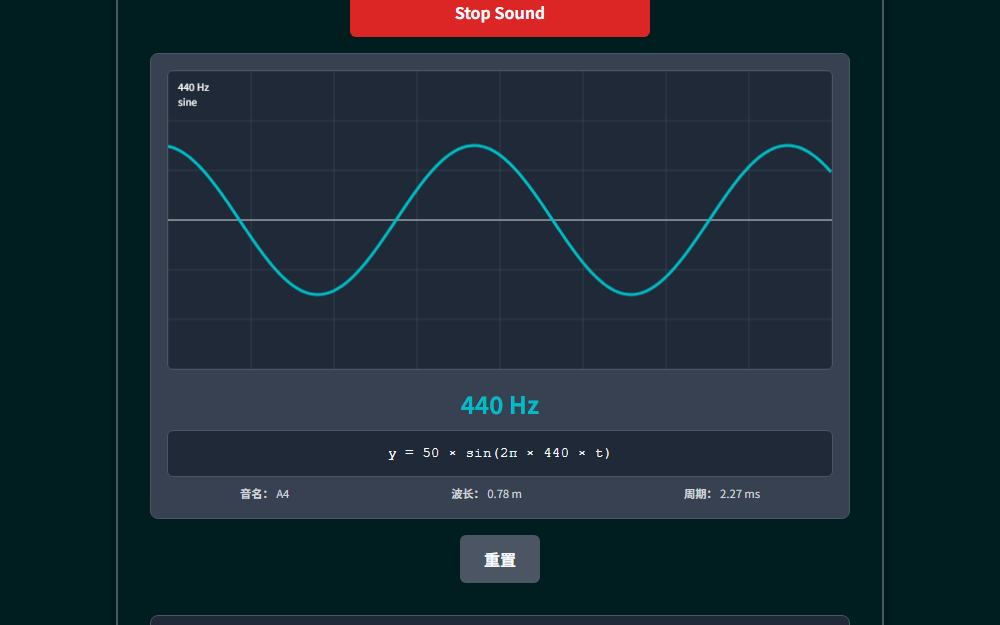 Stop Sound
440 Hz
sine
440 Hz
y = 50 × sin(2π × 440 × t)
音名： A4
波长： 0.78 m
周期： 2.27 ms
重置